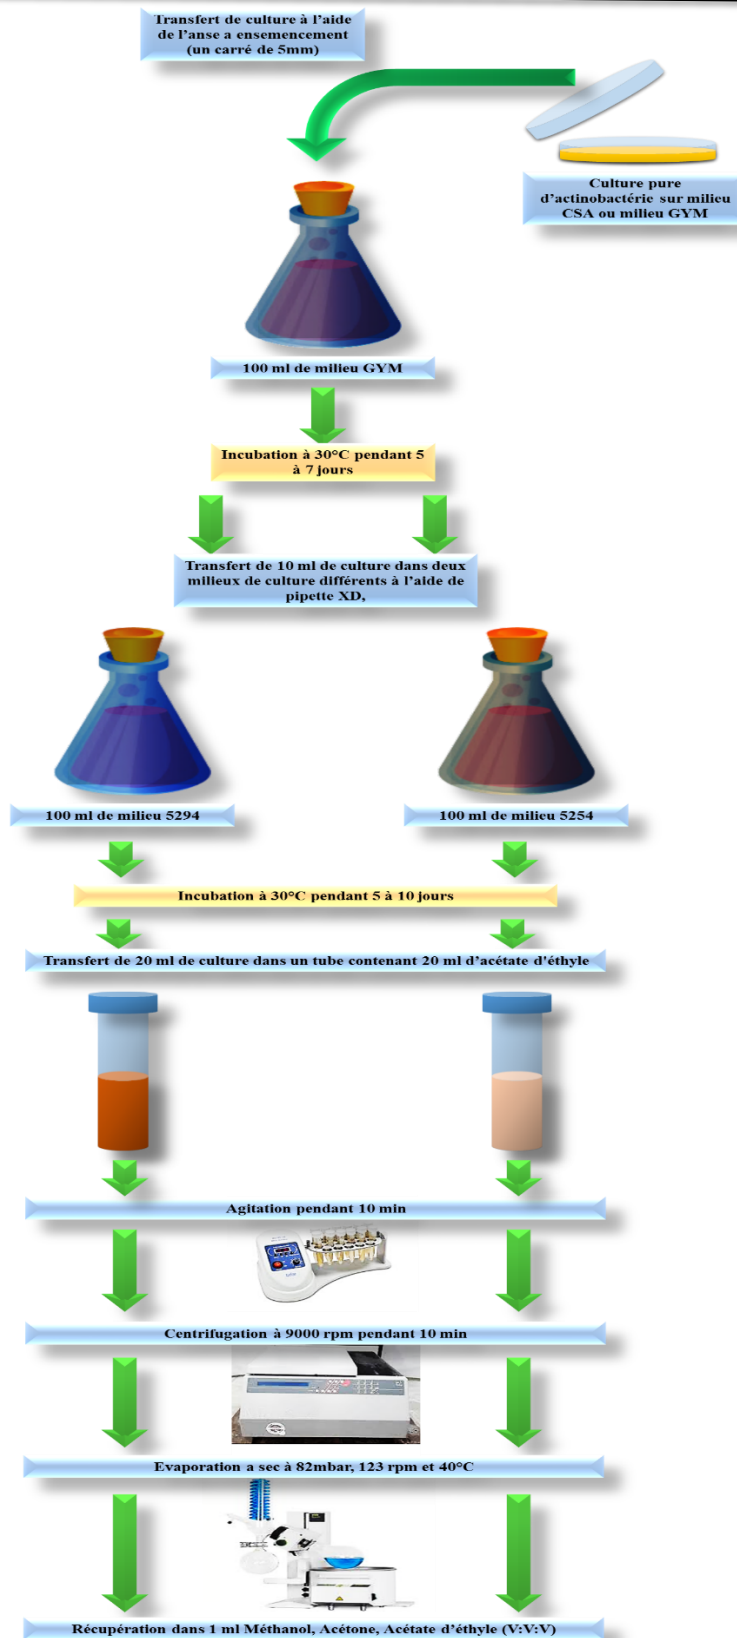 Transfert de culture à l'aide
de l'anse a ensemencement
(un carré de 5mm)
Culture pure
d'actinobactérie sur milieu
CSA ou milieu GYM
100 ml de milieu GYM
Incubation à 30°C pendant 5
à 7 jours
Transfert de 10 ml de culture dans deux
milieux de culture différents à l'aide de
pipette XD,
100 ml de milieu 5294
100 ml de milieu 5254
Incubation à 30°C pendant 5 à 10 jours
Transfert de 20 ml de culture dans un tube contenant 20 ml d'acétate d'éthyle
Agitation pendant 10 min
Centrifugation à 9000 rpm pendant 10 min
Evaporation a sec à 82mbar, 123 rpm et 40°C
Récupération dans 1 ml Méthanol, Acétone, Acétate d'éthyle (V:V:V)